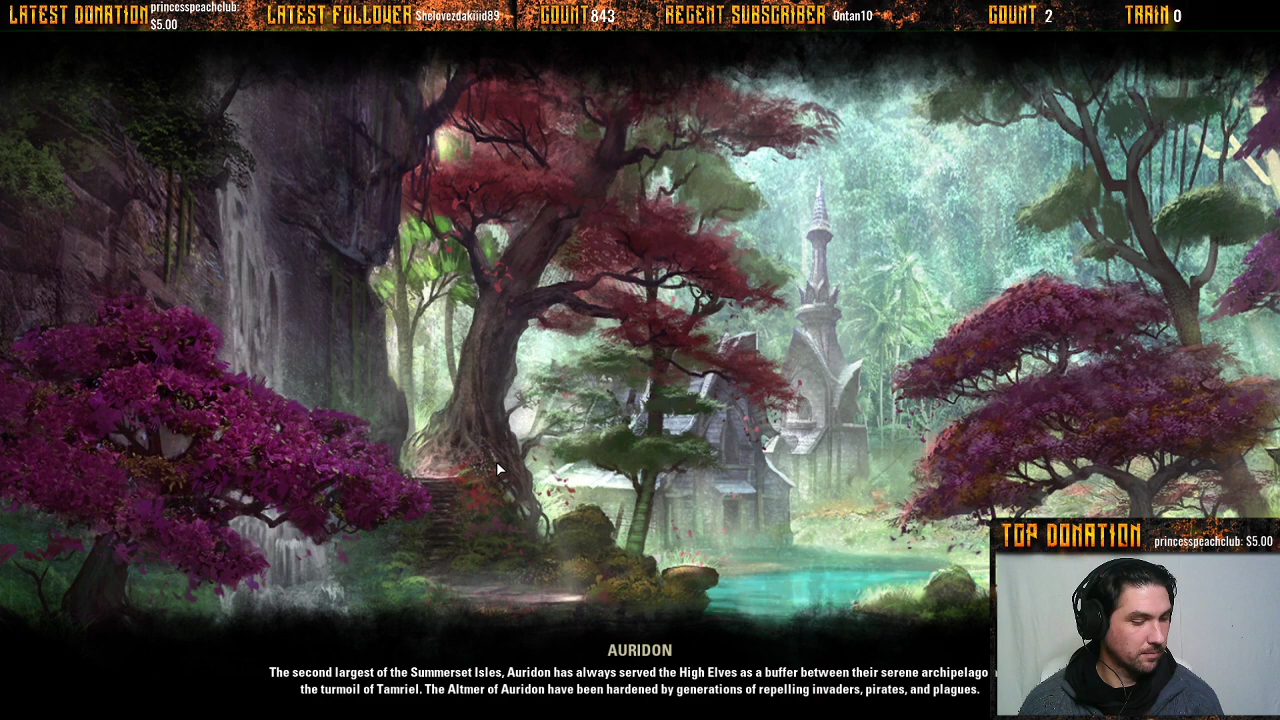 LATEST DONATION princesspeachclub: $5.00 LATEST FOLLOWER Shelovezdakiiid89 COUNT 843 RECENT SUBSCRIBER Ontan10 COUNT 2 TRAIN 0
TOP DONATION princesspeachclub: $5.00
AURIDON
The second largest of the Summerset Isles, Auridon has always served the High Elves as a buffer between their serene archipelago
the turmoil of Tamriel. The Altmer of Auridon have been hardened by generations of repelling invaders, pirates, and plagues.